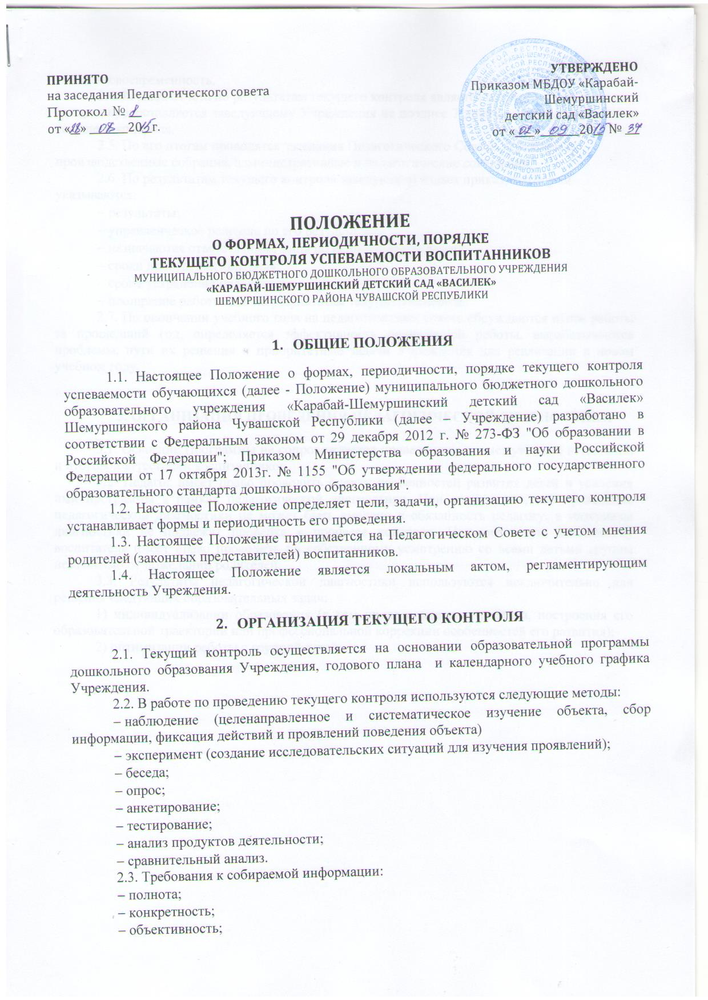 ПРИНЯТО
на заседания Педагогического совета
Протокол №
от «28» 08 2015г.
УТВЕРЖДЕНО
Приказом МБДОУ «Карабай-
Шемуршинский
детский сад «Василек»
от «02» 09 2015 № 37
ПОЛОЖЕНИЕ
О ФОРМАХ, ПЕРИОДИЧНОСТИ, ПОРЯДКЕ
ТЕКУЩЕГО КОНТРОЛЯ УСПЕВАЕМОСТИ ВОСПИТАННИКОВ
МУНИЦИПАЛЬНОГО БЮДЖЕТНОГО ДОШКОЛЬНОГО ОБРАЗОВАТЕЛЬНОГО УЧРЕЖДЕНИЯ
«КАРАБАЙ-ШЕМУРШИНСКИЙ ДЕТСКИЙ САД «ВАСИЛЕК»
ШЕМУРШИНСКОГО РАЙОНА ЧУВАШСКОЙ РЕСПУБЛИКИ
1. ОБЩИЕ ПОЛОЖЕНИЯ
1.1. Настоящее Положение о формах, периодичности, порядке текущего контроля
успеваемости обучающихся (далее - Положение) муниципального бюджетного дошкольного
образовательного учреждения «Карабай-Шемуршинский детский сад «Василек»
Шемуршинского района Чувашской Республики (далее – Учреждение) разработано в
соответствии с Федеральным законом от 29 декабря 2012 г. № 273-ФЗ "Об образовании в
Российской Федерации"; Приказом Министерства образования и науки Российской
Федерации от 17 октября 2013г. № 1155 "Об утверждении федерального государственного
образовательного стандарта дошкольного образования".
1.2. Настоящее Положение определяет цели, задачи, организацию текущего контроля
устанавливает формы и периодичность его проведения.
1.3. Настоящее Положение принимается на Педагогическом Совете с учетом мнения
родителей (законных представителей) воспитанников.
1.4. Настоящее Положение является локальным актом, регламентирующим
деятельность Учреждения.
2. ОРГАНИЗАЦИЯ ТЕКУЩЕГО КОНТРОЛЯ
2.1. Текущий контроль осуществляется на основании образовательной программы
дошкольного образования Учреждения, годового плана и календарного учебного графика
Учреждения.
2.2. В работе по проведению текущего контроля используются следующие методы:
– наблюдение (целенаправленное и систематическое изучение объекта, сбор
информации, фиксация действий и проявлений поведения объекта)
– эксперимент (создание исследовательских ситуаций для изучения проявлений);
– беседа;
– опрос;
– анкетирование;
– тестирование;
– анализ продуктов деятельности;
– сравнительный анализ.
2.3. Требования к собираемой информации:
– полнота;
– конкретность;
– объективность;